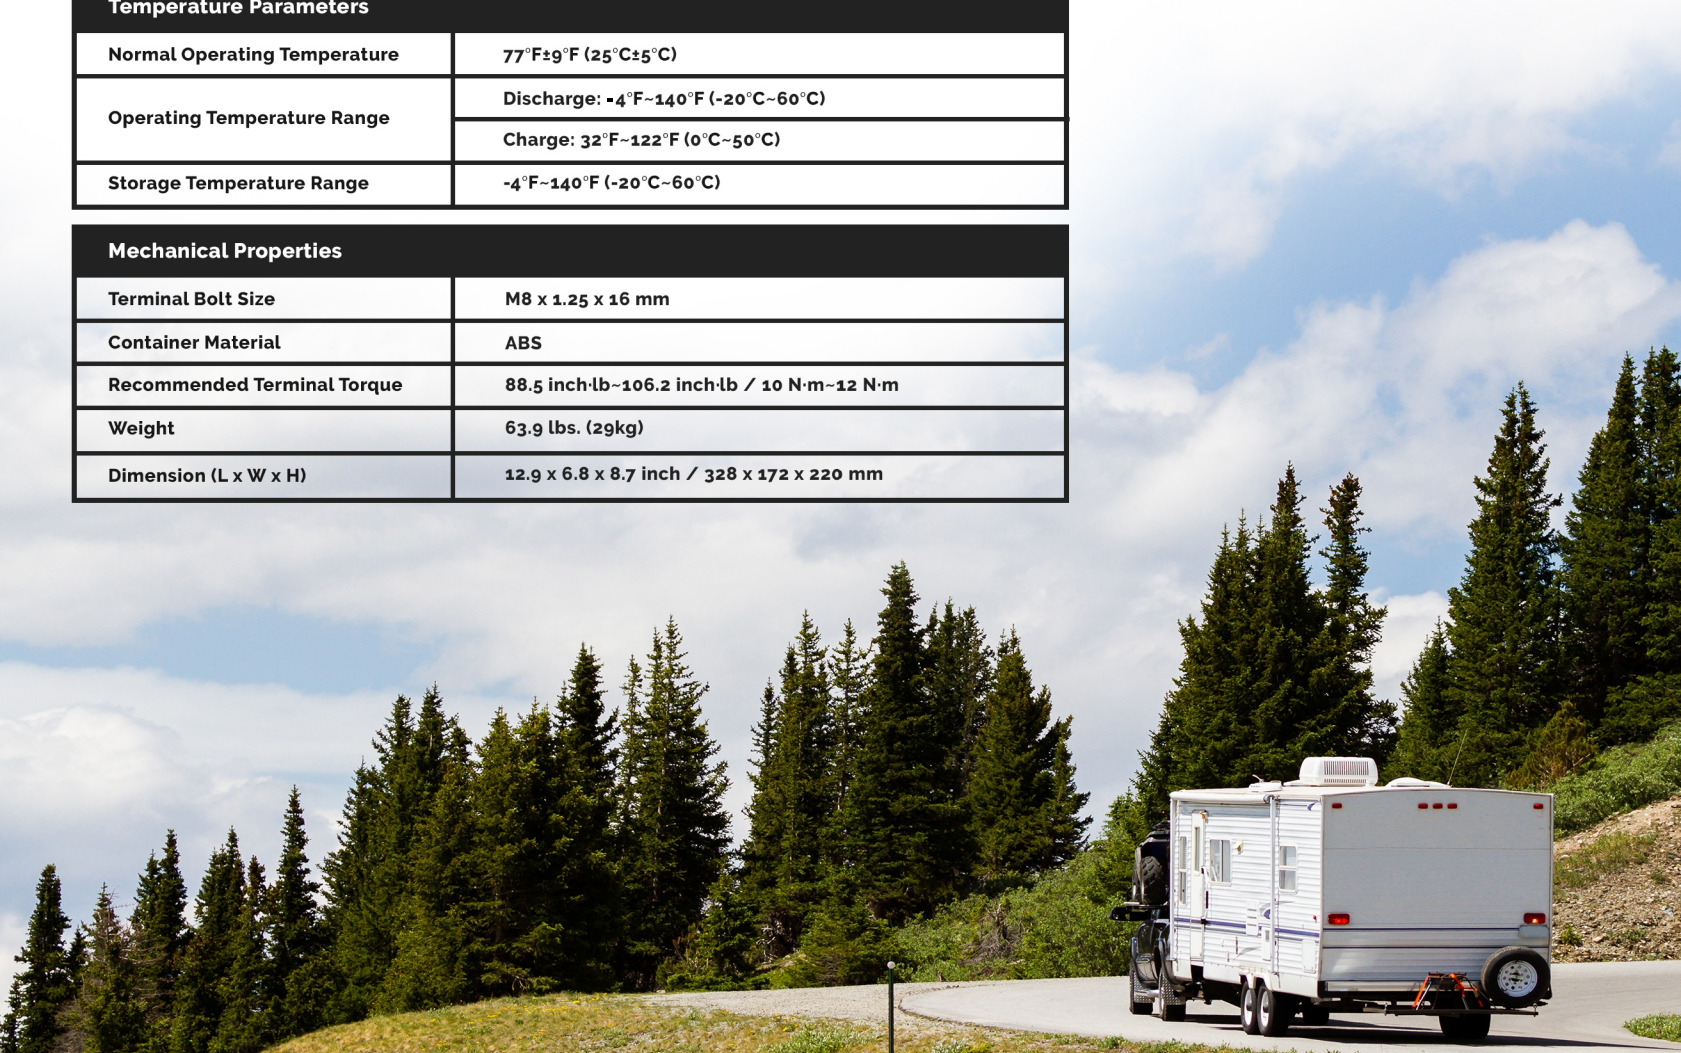 Temperature Parameters
Normal Operating Temperature
77°F±9°F (25°C±5°C)
Operating Temperature Range
Discharge: -4°F~140°F (-20°C~60°C)
Charge: 32°F~122°F (0°C~50°C)
Storage Temperature Range
-4°F~140°F (-20°C~60°C)
Mechanical Properties
Terminal Bolt Size
M8 x 1.25 x 16 mm
Container Material
ABS
Recommended Terminal Torque
88.5 inch·lb~106.2 inch·lb / 10 N·m~12 N·m
Weight
63.9 lbs. (29kg)
Dimension (L x W x H)
12.9 x 6.8 x 8.7 inch / 328 x 172 x 220 mm